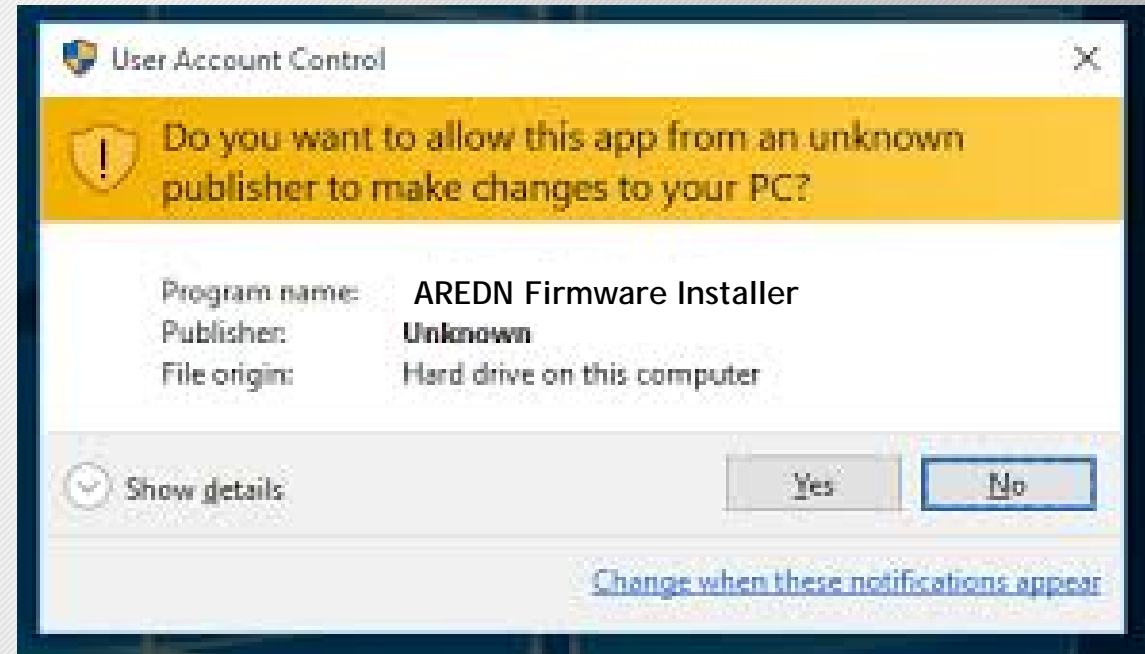 User Account Control
Do you want to allow this app from an unknown
publisher to make changes to your PC?
Program name: AREDN Firmware Installer
Publisher: Unknown
File origin: Hard drive on this computer
Show details
Yes No
Change when these notifications appear